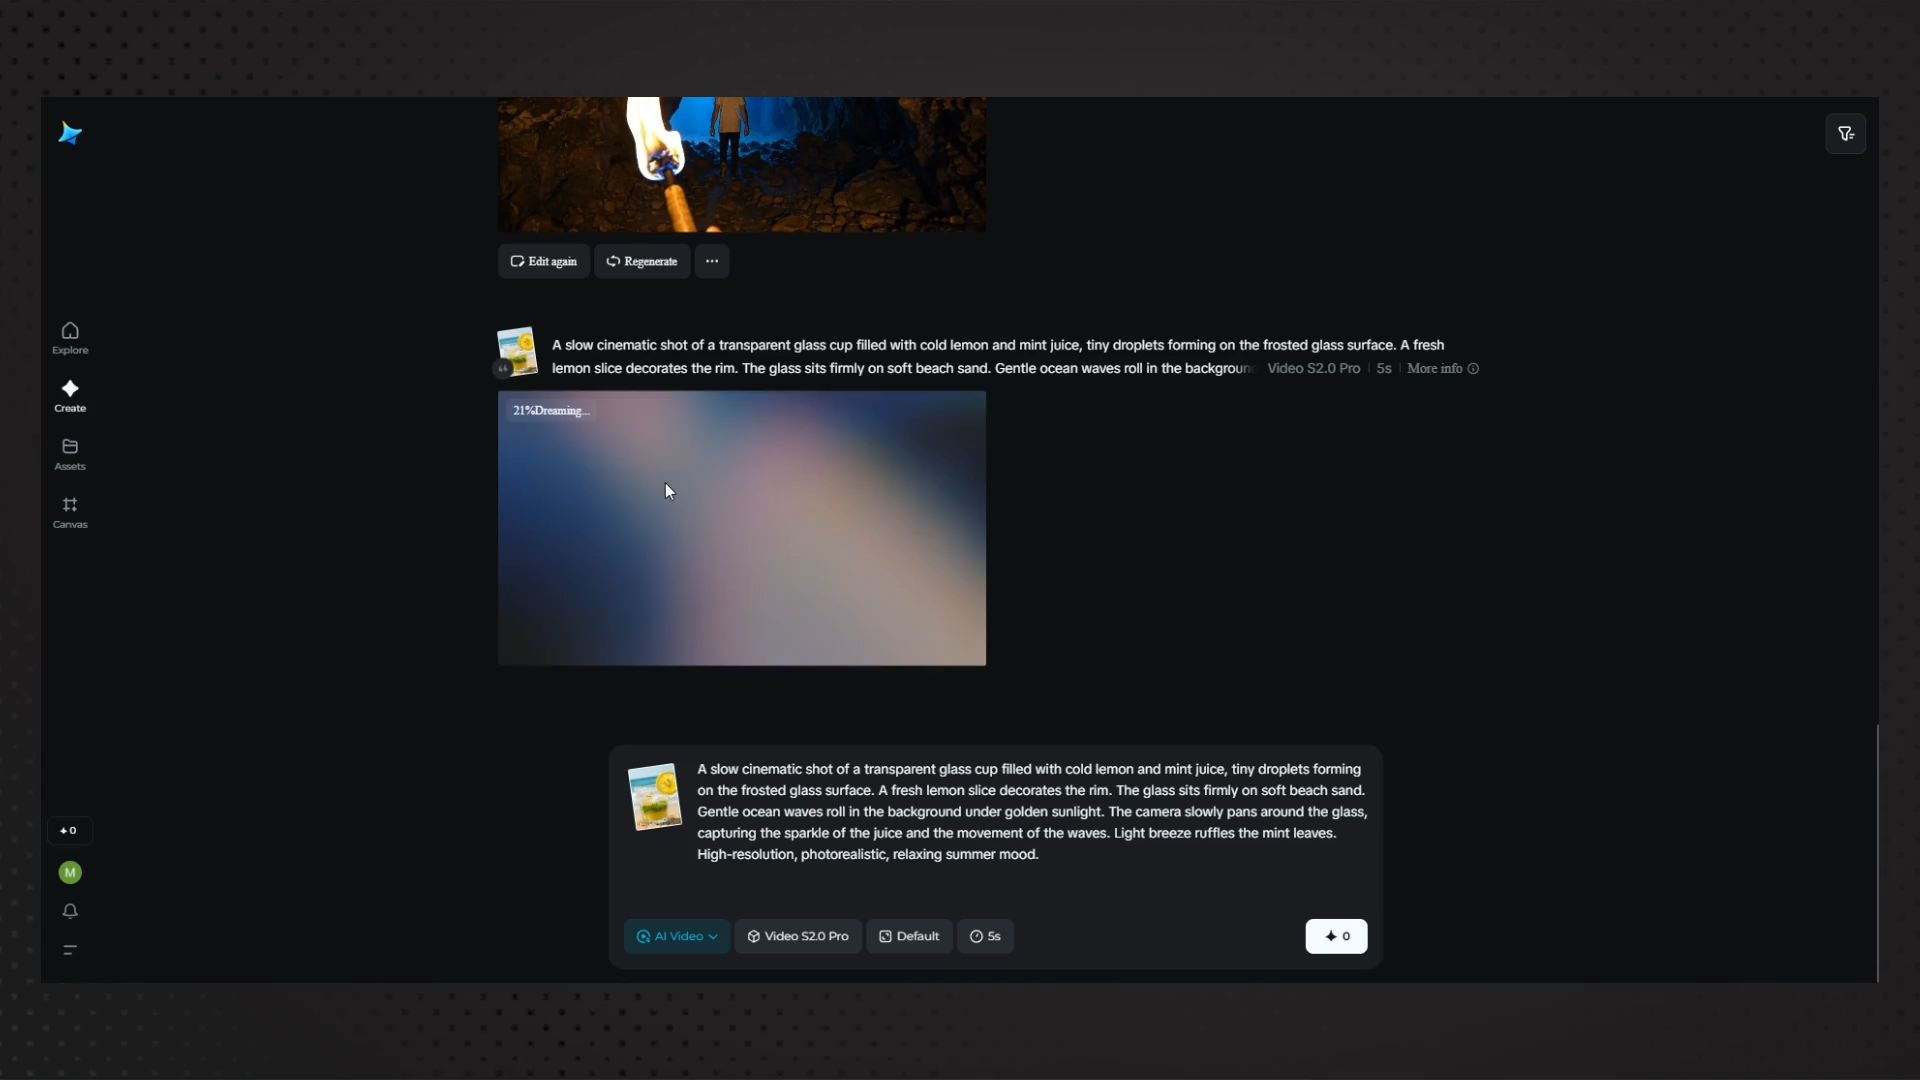 Edit again
Regenerate
Explore
A slow cinematic shot of a transparent glass cup filled with cold lemon and mint juice, tiny droplets forming on the frosted glass surface. A fresh
lemon slice decorates the rim. The glass sits firmly on soft beach sand. Gentle ocean waves roll in the backgroun Video S2.0 Pro | 5s | More info
Create
21%Dreaming...
Assets
Canvas
A slow cinematic shot of a transparent glass cup filled with cold lemon and mint juice, tiny droplets forming
on the frosted glass surface. A fresh lemon slice decorates the rim. The glass sits firmly on soft beach sand.
Gentle ocean waves roll in the background under golden sunlight. The camera slowly pans around the glass,
capturing the sparkle of the juice and the movement of the waves. Light breeze ruffles the mint leaves.
High-resolution, photorealistic, relaxing summer mood.
0
M
AI Video
Video S2.0 Pro
Default
5s
0